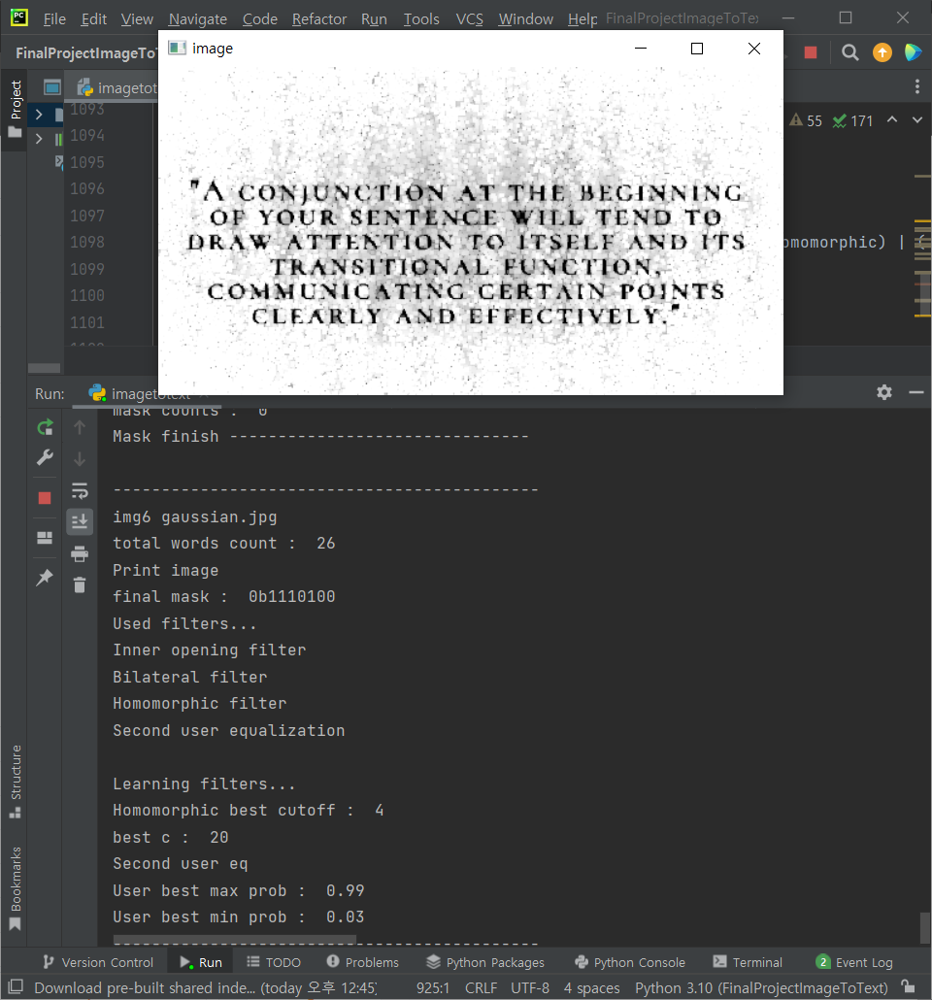 PC File Edit View Navigate Code Refactor Run Tools VCS Window Help FinalProjectImageToTex
FinalProjectImageToT
image
Project
imagetot
55 171
1093
1094
1095
1096
1097
1098 omomorphic) | (
1099
1100
1101
"A CONJUNCTION AT THE BEGINNING
OF YOUR SENTENCE WILL TEND TO
DRAW ATTENTION TO ITSELF AND ITS
TRANSITIONAL FUNCTION,
COMMUNICATING CERTAIN POINTS
CLEARLY AND EFFECTIVELY."
Run: imagetotext
mask counts :  0
Mask finish -------------------------------
--------------------------------------------
img6 gaussian.jpg
total words count :  26
Print image
final mask :  0b1110100
Used filters...
Inner opening filter
Bilateral filter
Homomorphic filter
Second user equalization
Learning filters...
Homomorphic best cutoff :  4
best c :  20
Second user eq
User best max prob :  0.99
User best min prob :  0.03
--------------------------------------------
Structure
Bookmarks
Version Control Run TODO Problems Python Packages Python Console Terminal 2 Event Log
Download pre-built shared inde... (today 오후 12:45) 925:1 CRLF UTF-8 4 spaces Python 3.10 (FinalProjectImageToText)